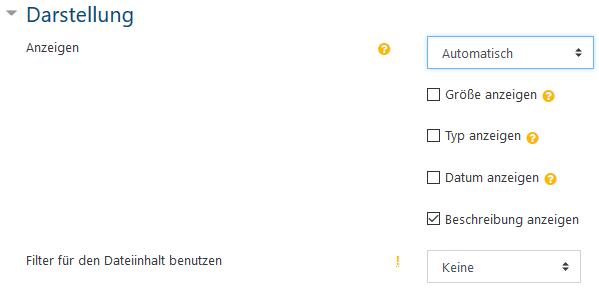 Darstellung
Anzeigen ? Automatisch
Größe anzeigen ?
Typ anzeigen ?
Datum anzeigen ?
Beschreibung anzeigen
Filter für den Dateiinhalt benutzen ! Keine